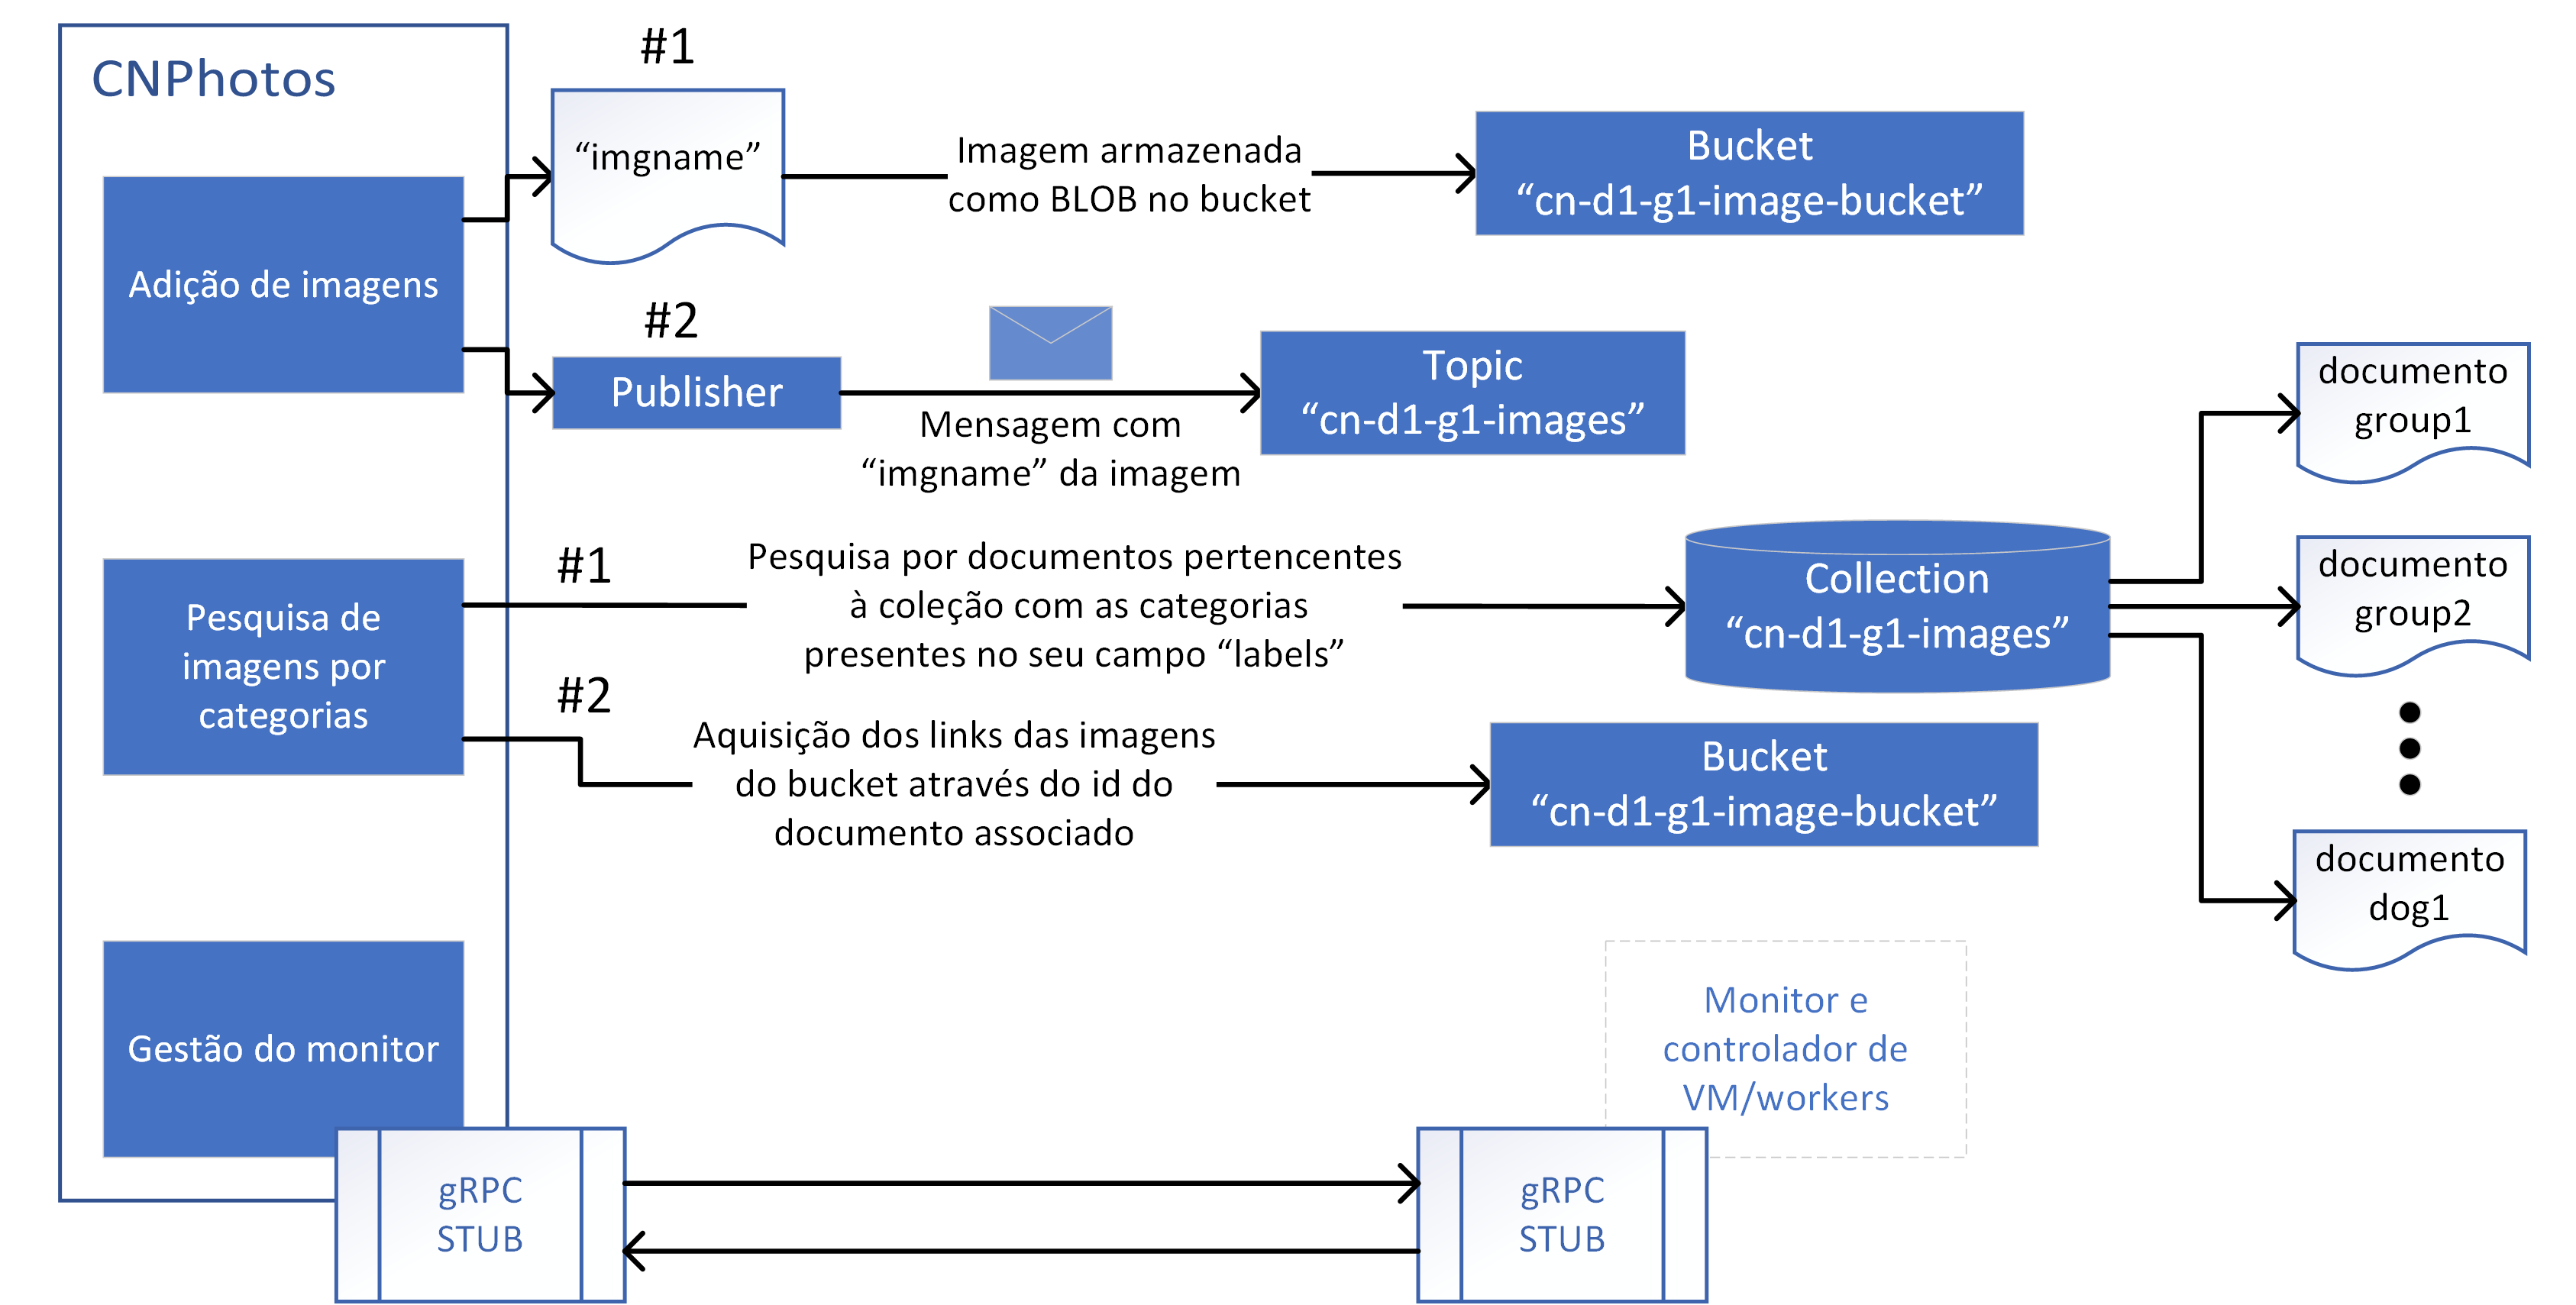 CNPhotos
#1
“imgname”
Imagem armazenada
como BLOB no bucket
Bucket
“cn-d1-g1-image-bucket”
Adição de imagens
#2
Publisher
Mensagem com
“imgname” da imagem
Topic
“cn-d1-g1-images”
Pesquisa de
imagens por
categorias
#1
Pesquisa por documentos pertencentes
à coleção com as categorias
presentes no seu campo “labels”
Collection
“cn-d1-g1-images”
documento
group1
documento
group2
documento
dog1
#2
Aquisição dos links das imagens
do bucket através do id do
documento associado
Bucket
“cn-d1-g1-image-bucket”
Gestão do monitor
Monitor e
controlador de
VM/workers
gRPC
STUB
gRPC
STUB